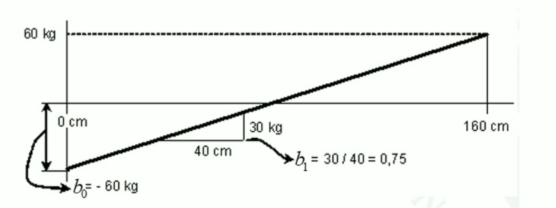 60 kg
0 cm
30 kg
160 cm
40 cm
b₁ = 30 / 40 = 0,75
b₀= - 60 kg